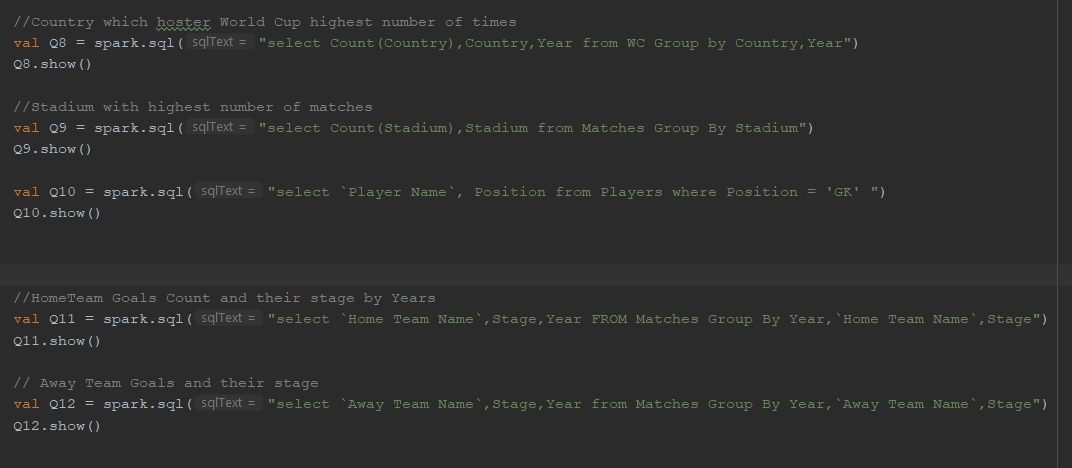 //Country which hoster World Cup highest number of times
val Q8 = spark.sql( sqlText = "select Count(Country),Country,Year from WC Group by Country,Year")
Q8.show()
//Stadium with highest number of matches
val Q9 = spark.sql( sqlText = "select Count(Stadium),Stadium from Matches Group By Stadium")
Q9.show()
val Q10 = spark.sql( sqlText = "select `Player Name`, Position from Players where Position = 'GK' ")
Q10.show()
//HomeTeam Goals Count and their stage by Years
val Q11 = spark.sql( sqlText = "select `Home Team Name`,Stage,Year FROM Matches Group By Year,`Home Team Name`,Stage")
Q11.show()
// Away Team Goals and their stage
val Q12 = spark.sql( sqlText = "select `Away Team Name`,Stage,Year from Matches Group By Year,`Away Team Name`,Stage")
Q12.show()